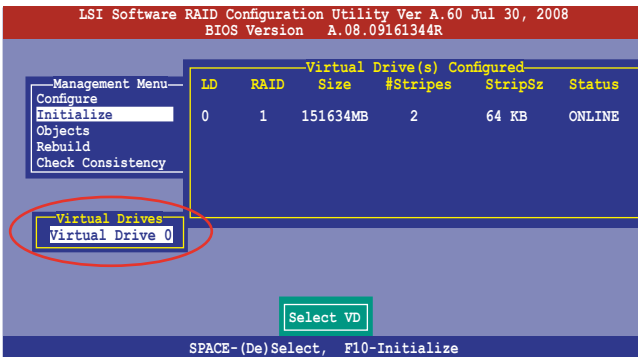 LSI Software RAID Configuration Utility Ver A.60 Jul 30, 2008
BIOS Version A.08.09161344R
Virtual Drive(s) Configured
LD RAID Size #Stripes StripSz Status
0 1 151634MB 2 64 KB ONLINE
Management Menu
Configure
Initialize
Objects
Rebuild
Check Consistency
Virtual Drives
Virtual Drive 0
Select VD
SPACE-(De)Select, F10-Initialize